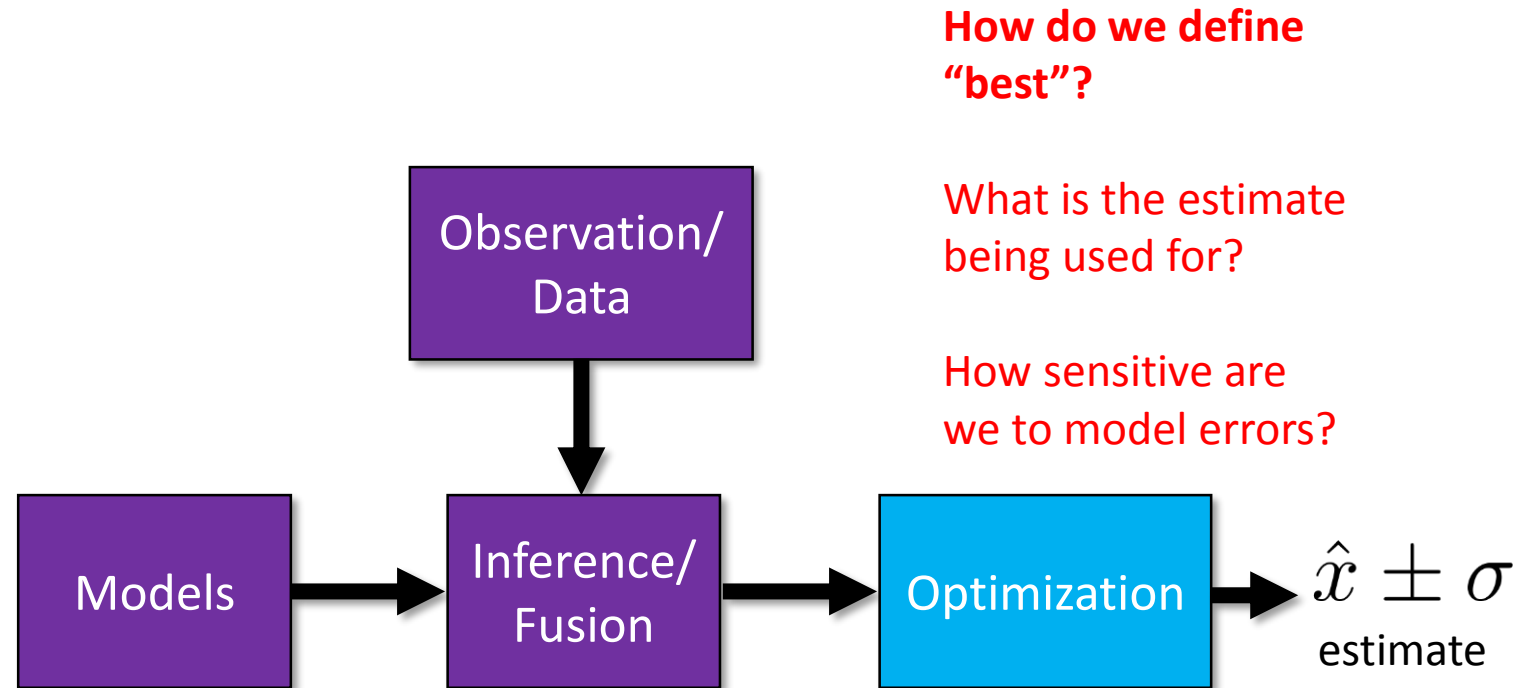 How do we define
“best”?
What is the estimate
being used for?
How sensitive are
we to model errors?
Observation/
Data
Models
Inference/
Fusion
Optimization
x̂ ± σ
estimate